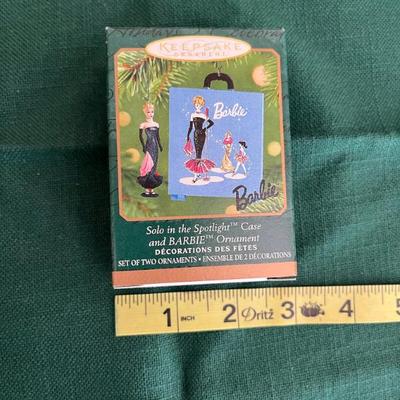 KEEPSAKE
ORNAMENT
Barbie
Barbie
Solo in the Spotlight™ Case
and BARBIE™ Ornament
DÉCORATIONS DES FÊTES
SET OF TWO ORNAMENTS • ENSEMBLE DE 2 DÉCORATIONS
1 INCH 2 Dritz 3 4 5